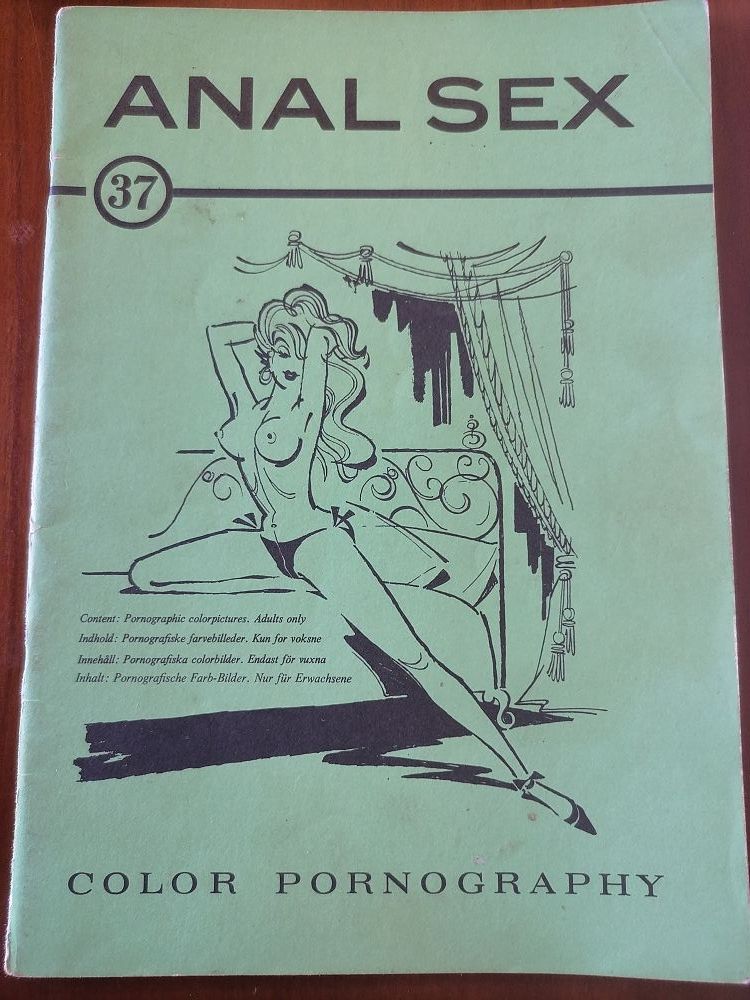 ANAL SEX
37
Content: Pornographic colorpictures. Adults only
Indhold: Pornografiske farvebilleder. Kun for voksne
Innehåll: Pornografiska colorbilder. Endast för vuxna
Inhalt: Pornografische Farb-Bilder. Nur für Erwachsene
COLOR PORNOGRAPHY